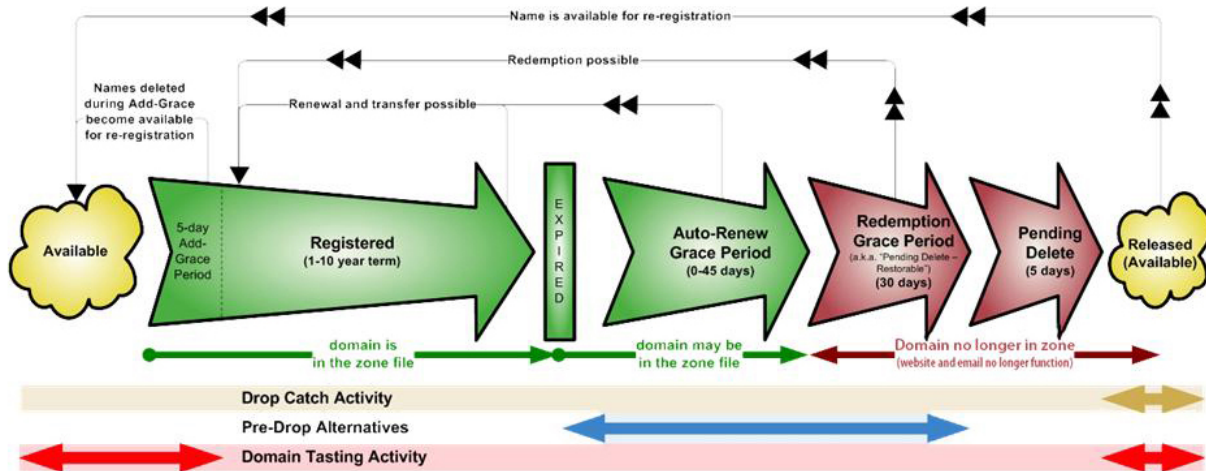 Name is available for re-registration
Redemption possible
Names deleted
during Add-Grace
become available
for re-registration
Renewal and transfer possible
Available
5-day
Add-
Grace
Period
Registered
(1-10 year term)
EXPIRED
Auto-Renew
Grace Period
(0-45 days)
Redemption
Grace Period
(a.k.a. "Pending Delete –
Restorable")
(30 days)
Pending
Delete
(5 days)
Released
(Available)
domain is
in the zone file
domain may be
in the zone file
Domain no longer in zone
(website and email no longer function)
Drop Catch Activity
Pre-Drop Alternatives
Domain Tasting Activity